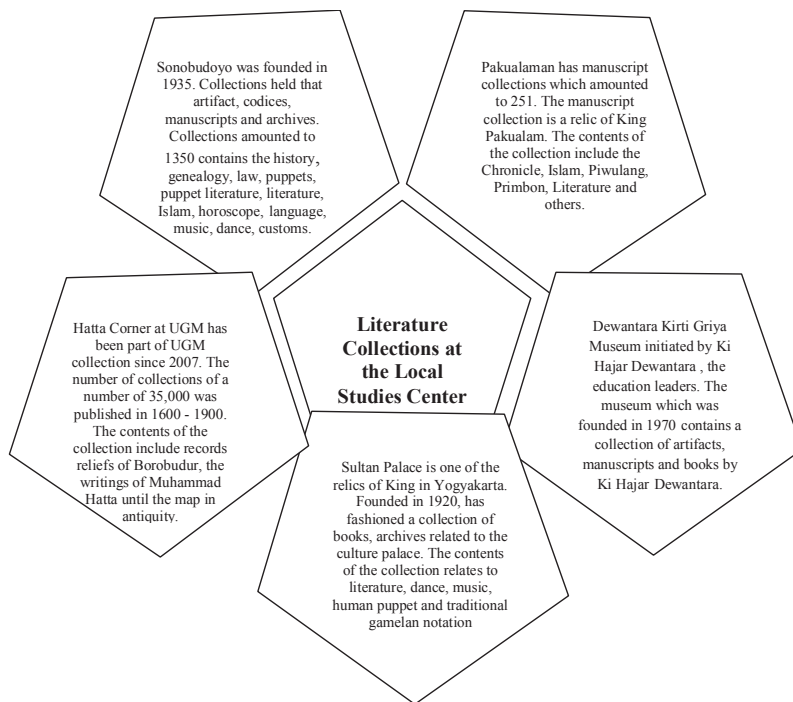 Sonobudoyo was founded in
1935. Collections held that
artifact, codices,
manuscripts and archives.
Collections amounted to
1350 contains the history,
genealogy, law, puppets,
puppet literature, literature,
Islam, horoscope, language,
music, dance, customs.
Pakualaman has manuscript
collections which amounted
to 251. The manuscript
collection is a relic of King
Pakualam. The contents of
the collection include the
Chronicle, Islam, Piwulang,
Primbon, Literature and
others.
Hatta Corner at UGM has
been part of UGM
collection since 2007. The
number of collections of a
number of 35,000 was
published in 1600 - 1900.
The contents of the
collection include records
reliefs of Borobudur, the
writings of Muhammad
Hatta until the map in
antiquity.
Literature
Collections at
the Local
Studies Center
Dewantara Kirti Griya
Museum initiated by Ki
Hajar Dewantara , the
education leaders. The
museum which was
founded in 1970 contains a
collection of artifacts,
manuscripts and books by
Ki Hajar Dewantara.
Sultan Palace is one of the
relics of King in Yogyakarta.
Founded in 1920, has
fashioned a collection of
books, archives related to the
culture palace. The contents
of the collection relates to
literature, dance, music,
human puppet and traditional
gamelan notation